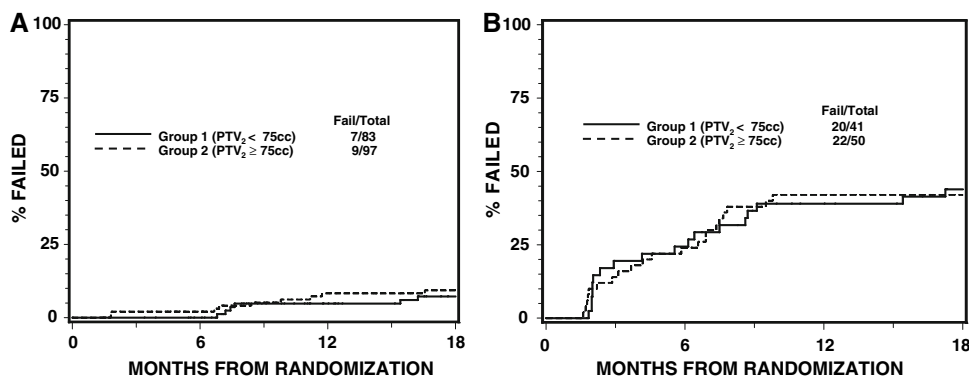 A
100
75
50
25
0
% FAILED
Fail/Total
Group 1 (PTV₂ < 75cc) 7/83
Group 2 (PTV₂ ≥ 75cc) 9/97
0 6 12 18
MONTHS FROM RANDOMIZATION
B
100
75
50
25
0
% FAILED
Fail/Total
Group 1 (PTV₂ < 75cc) 20/41
Group 2 (PTV₂ ≥ 75cc) 22/50
0 6 12 18
MONTHS FROM RANDOMIZATION